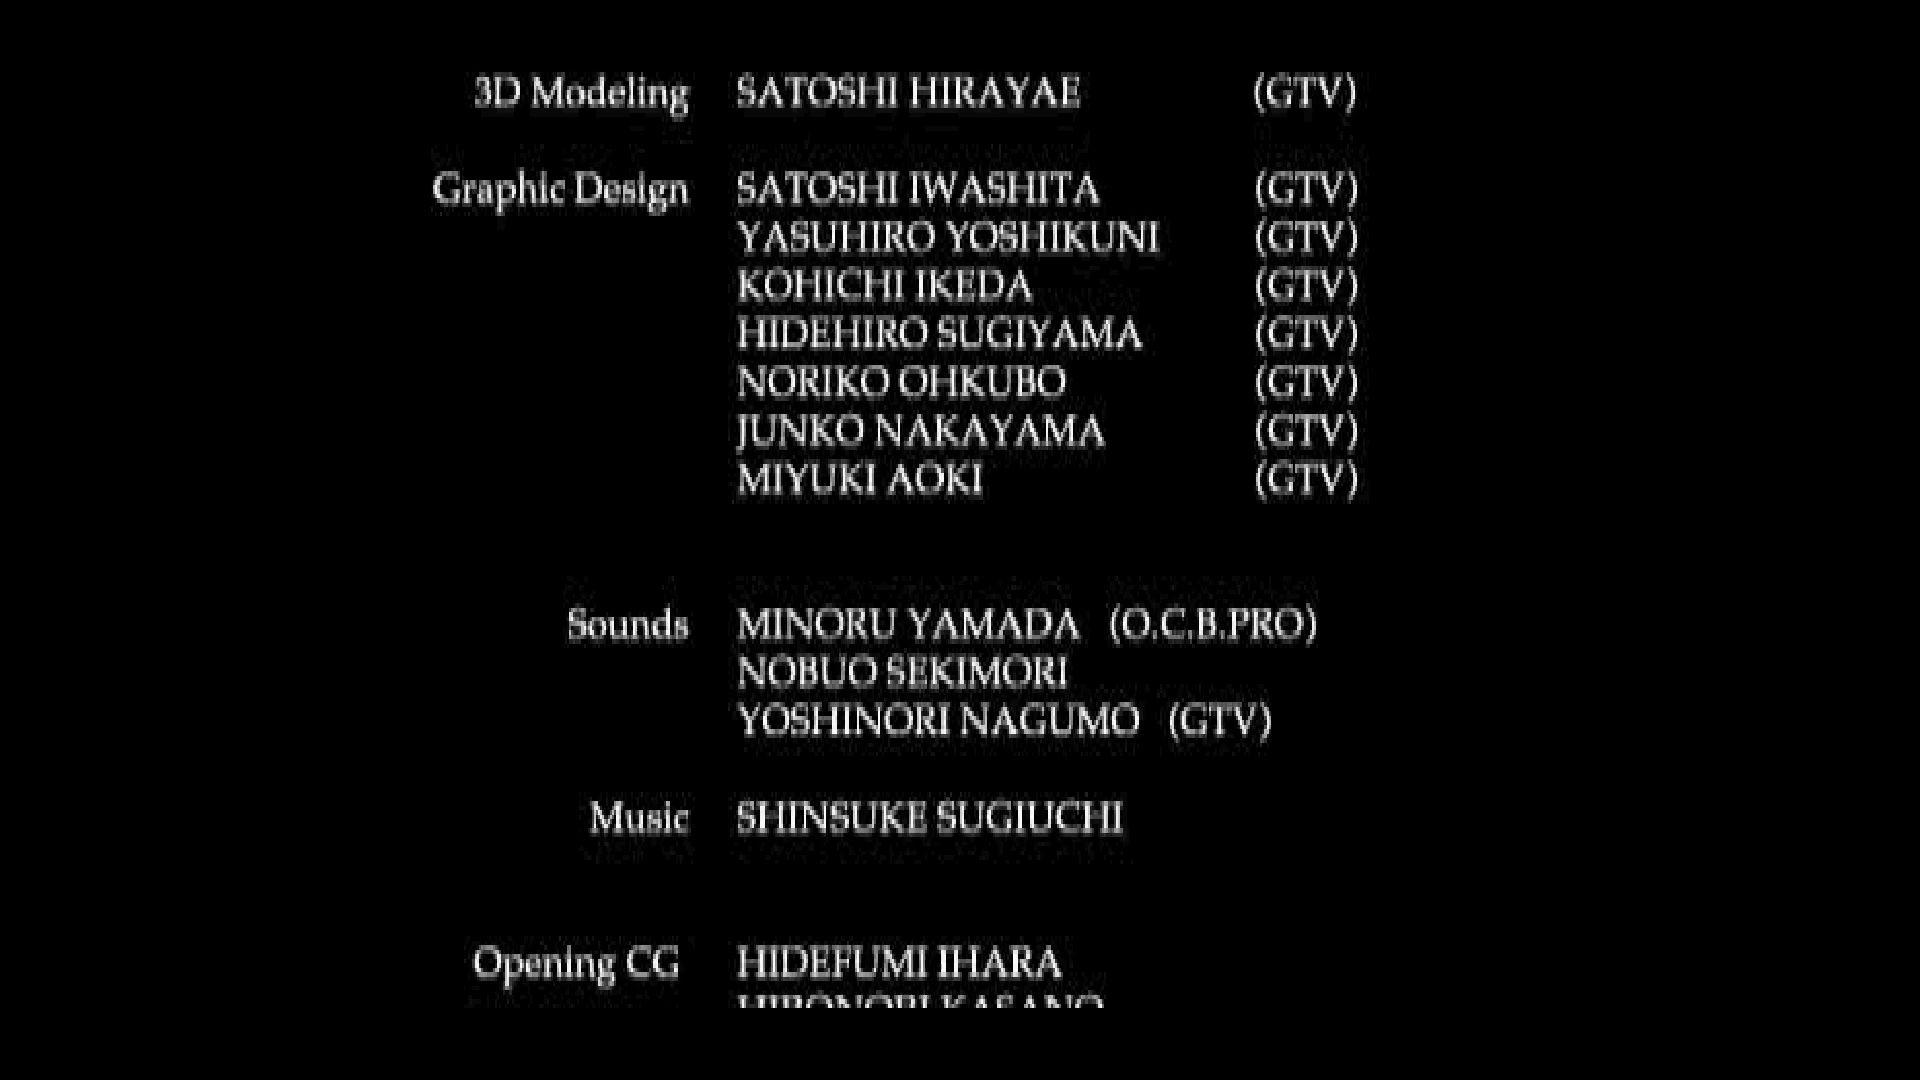 3D Modeling SATOSHI HIRAYAE (GTV)
Graphic Design SATOSHI IWASHITA (GTV)
YASUHIRO YOSHIKUNI (GTV)
KOHICHI IKEDA (GTV)
HIDEHIRO SUGIYAMA (GTV)
NORIKO OHKUBO (GTV)
JUNKO NAKAYAMA (GTV)
MIYUKI AOKI (GTV)
Sounds MINORU YAMADA (O.C.B.PRO)
NOBUO SEKIMORI
YOSHINORI NAGUMO (GTV)
Music SHINSUKE SUGIUCHI
Opening CG HIDEFUMI IHARA